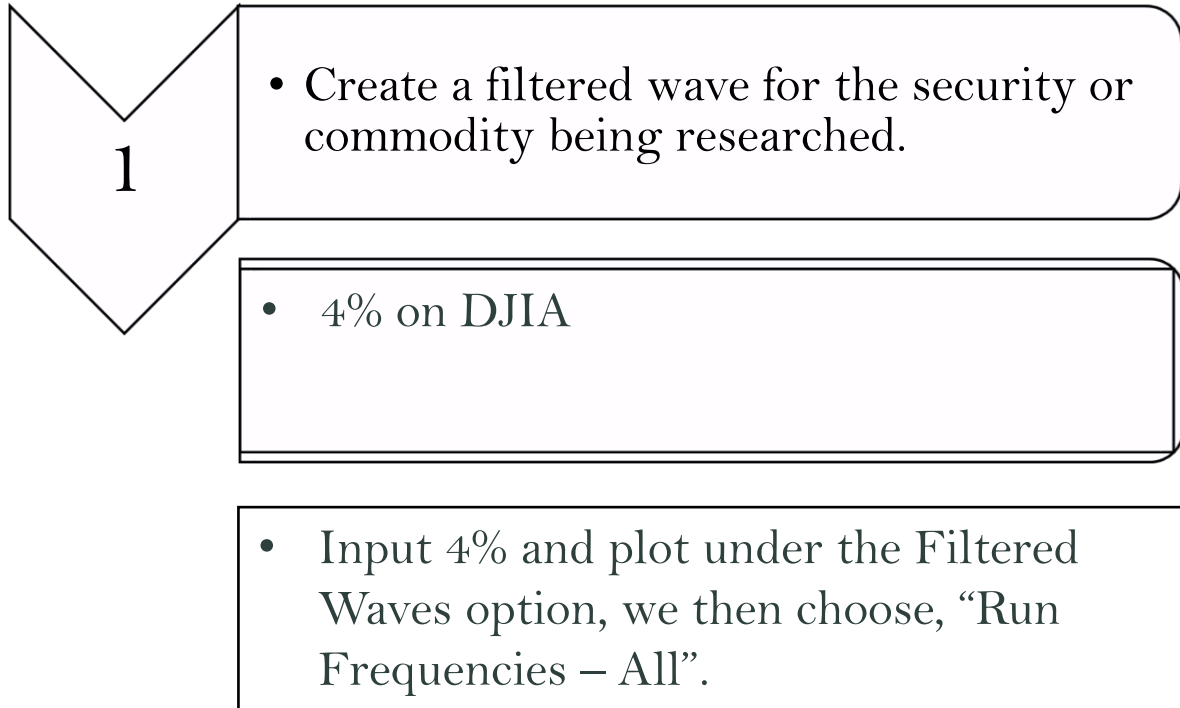 1
• Create a filtered wave for the security or
commodity being researched.
• 4% on DJIA
• Input 4% and plot under the Filtered
Waves option, we then choose, “Run
Frequencies – All”.